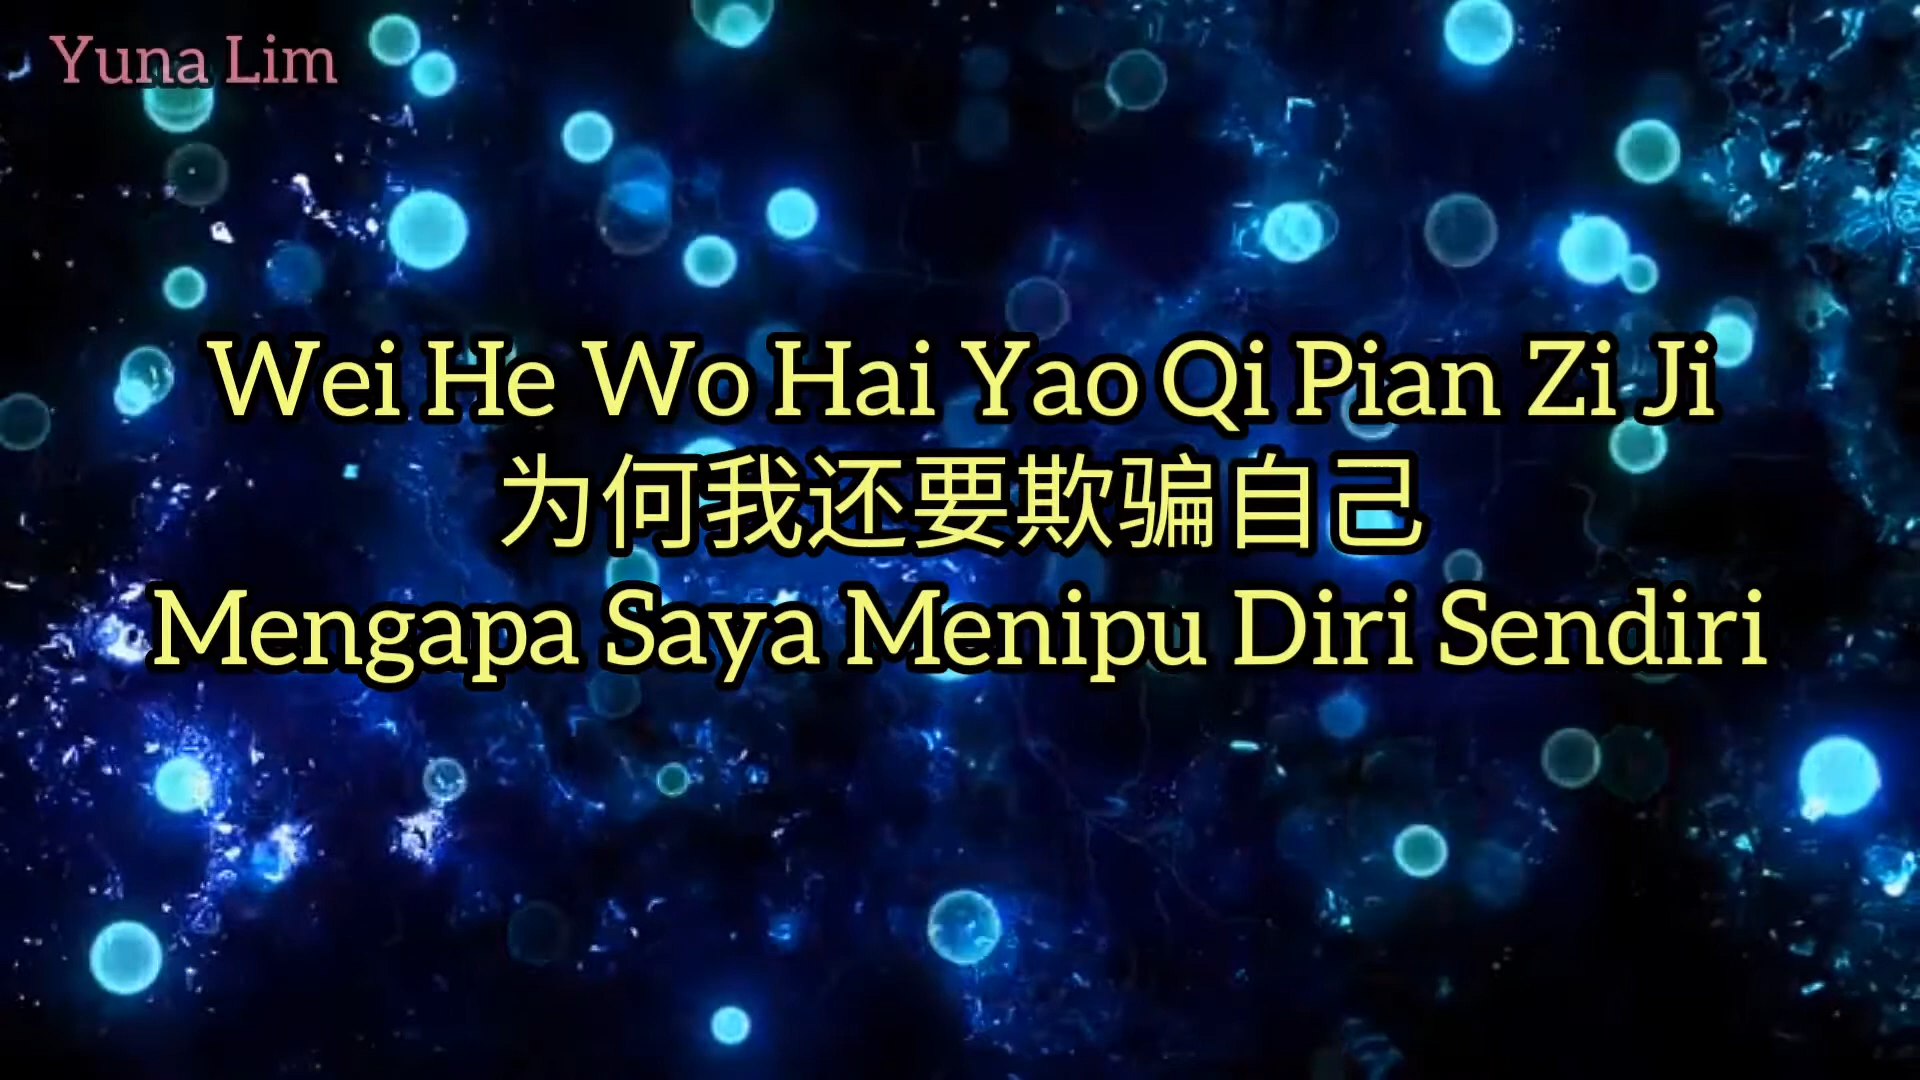 Yuna Lim
Wei He Wo Hai Yao Qi Pian Zi Ji
为何我还要欺骗自己
Mengapa Saya Menipu Diri Sendiri